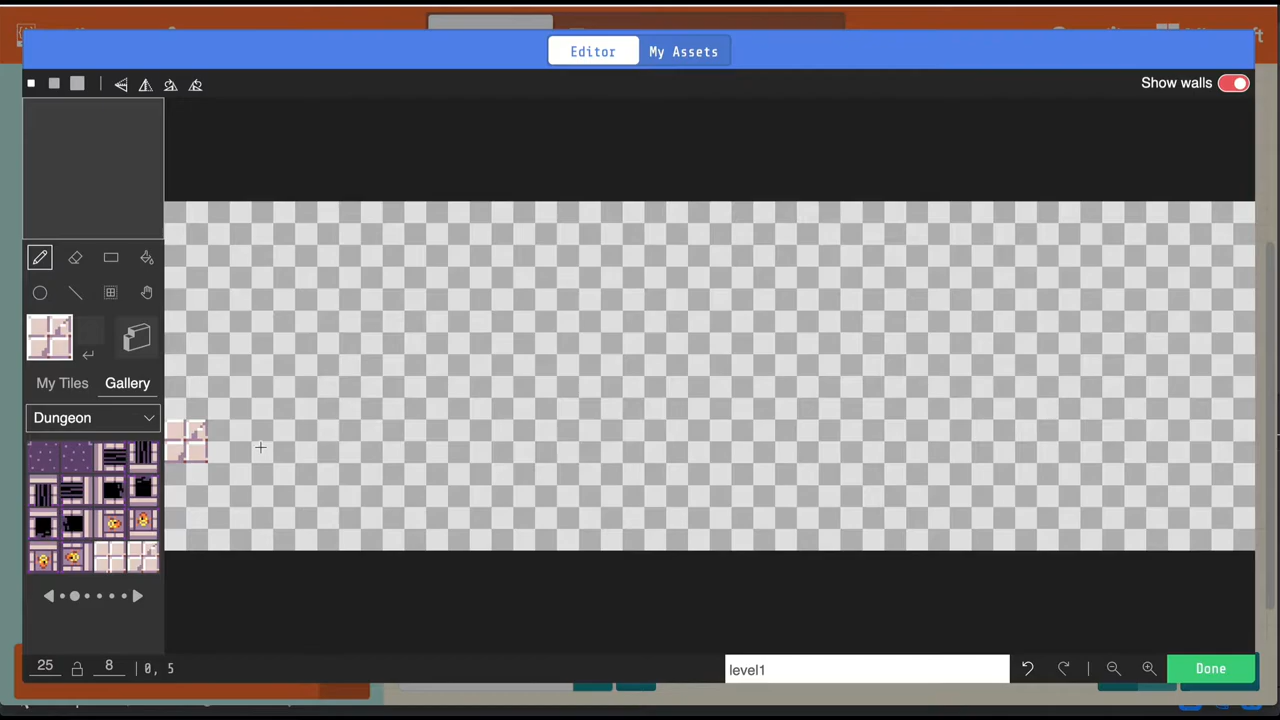 Editor
My Assets
Show walls
My Tiles
Gallery
Dungeon
25
8
0, 5
level1
Done